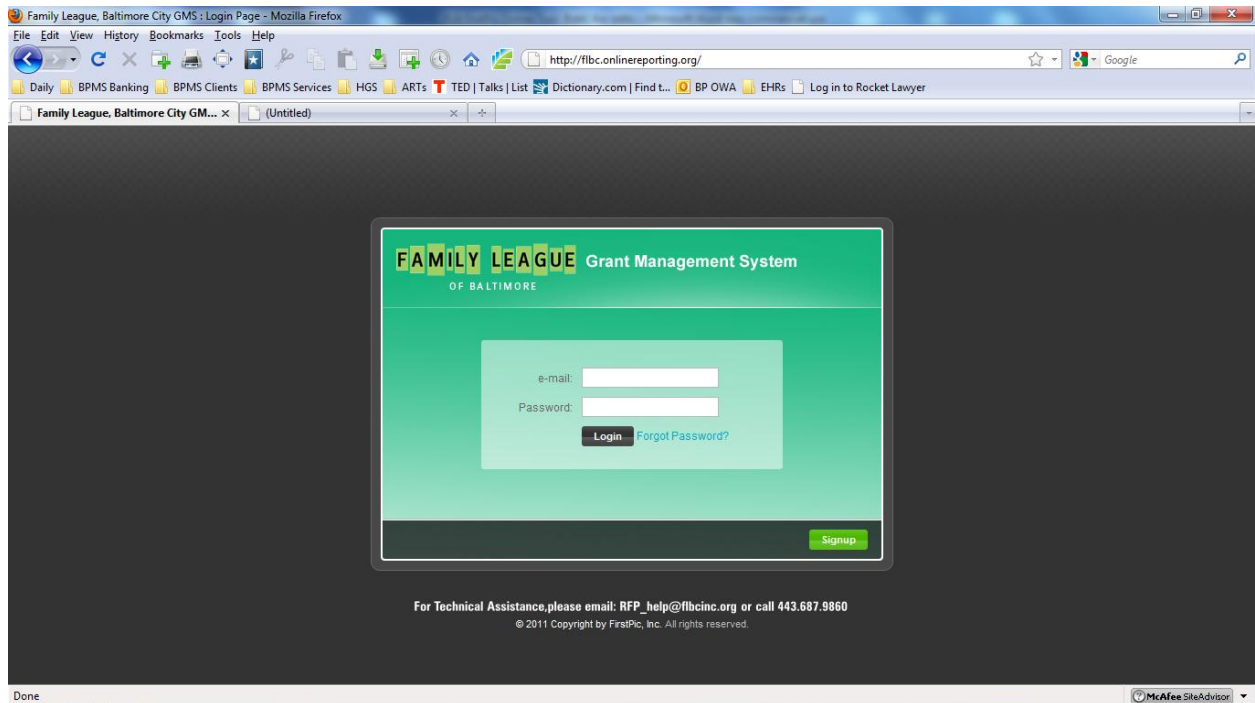 Family League, Baltimore City GMS : Login Page - Mozilla Firefox
File Edit View History Bookmarks Tools Help
http://flbc.onlinereporting.org/ Google
Daily BPMS Banking BPMS Clients BPMS Services HGS ARTs TED | Talks | List Dictionary.com | Find t... BP OWA EHRs Log in to Rocket Lawyer
Family League, Baltimore City GM... (Untitled)
FAMILY LEAGUE Grant Management System
OF BALTIMORE
e-mail:
Password:
Login Forgot Password?
Signup
For Technical Assistance,please email: RFP_help@flbcinc.org or call 443.687.9860
© 2011 Copyright by FirstPic, Inc. All rights reserved.
Done McAfee SiteAdvisor